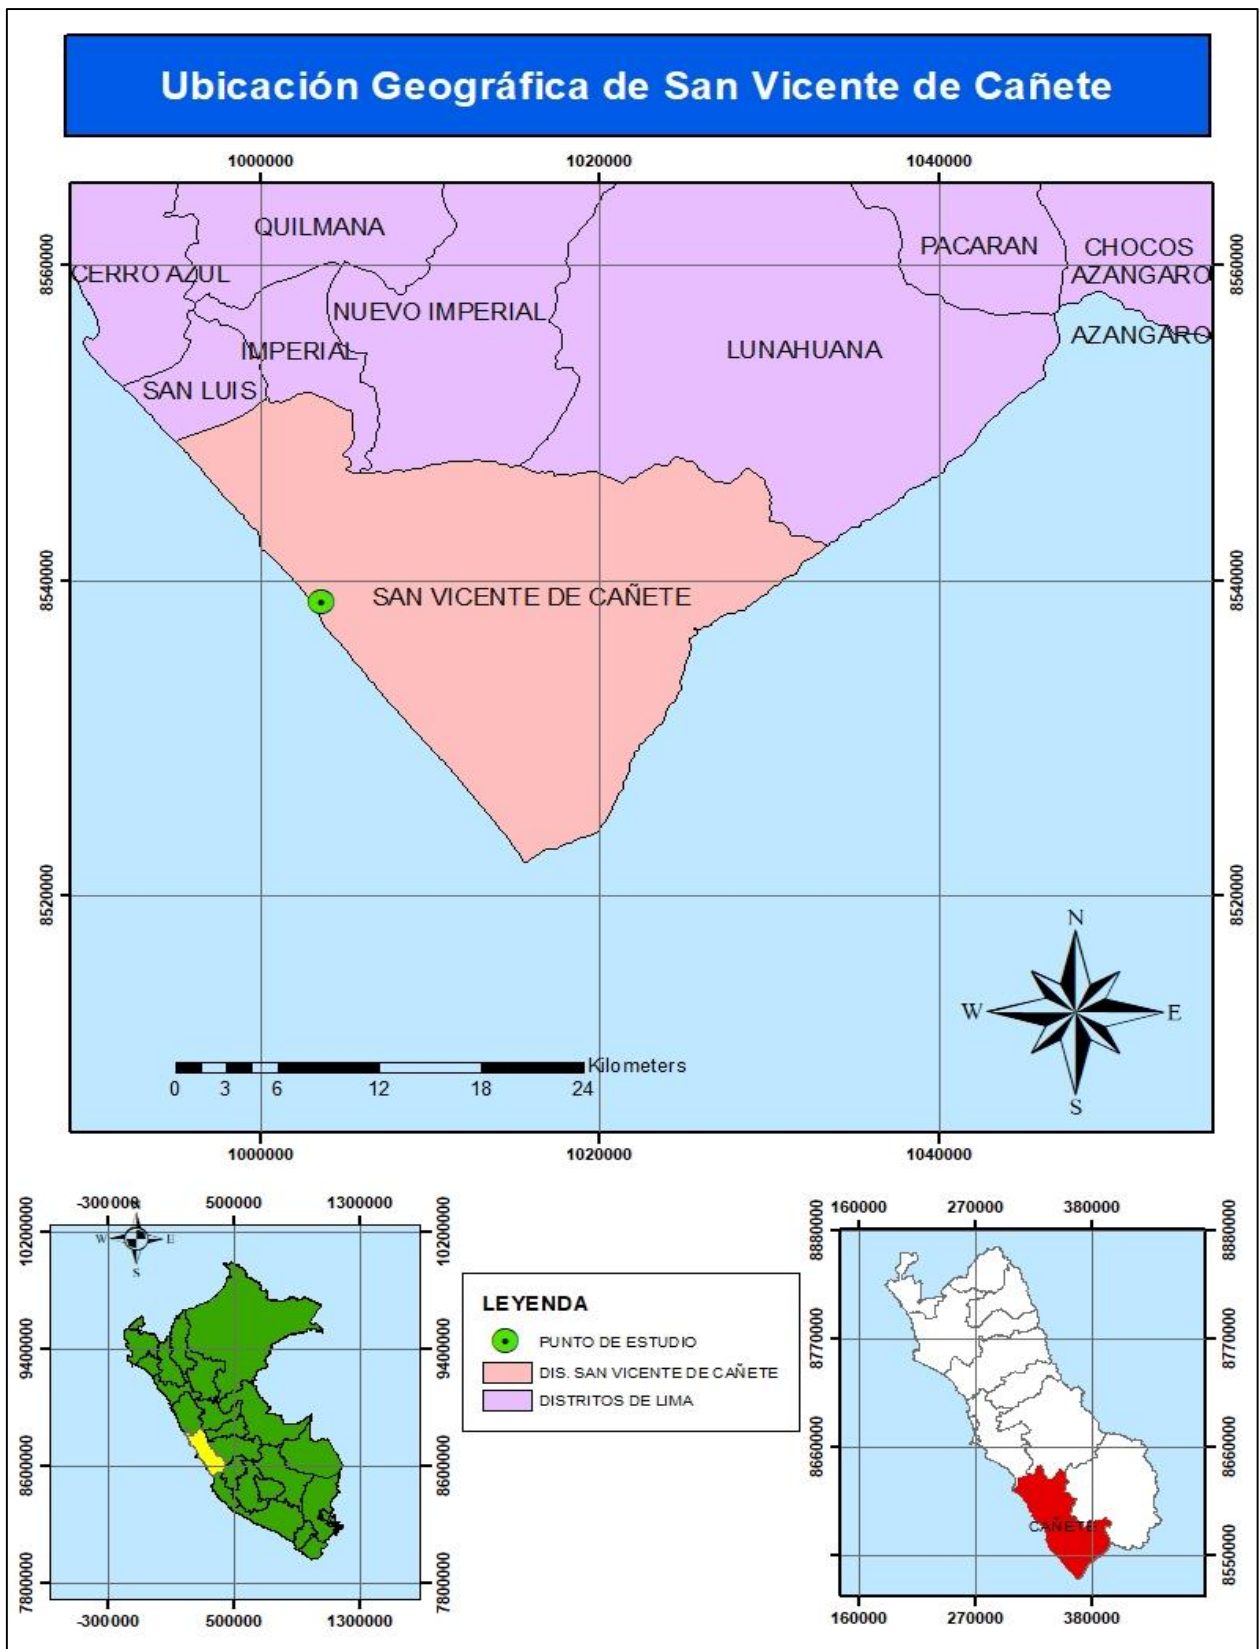 Ubicación Geográfica de San Vicente de Cañete
1000000 1020000 1040000
8560000 8560000
8540000 8540000
8520000 8520000
QUILMANA
PACARAN
CHOCOS
CERRO AZUL
AZANGARO
NUEVO IMPERIAL
AZANGARO
IMPERIAL
LUNAHUANA
SAN LUIS
SAN VICENTE DE CAÑETE
N
W E
S
Kilometers
0 3 6 12 18 24
1000000 1020000 1040000
-300000 500000 1300000
10200000 10200000
W E
S
9400000 9400000
8600000 8600000
7800000 7800000
-300000 500000 1300000
LEYENDA
PUNTO DE ESTUDIO
DIS. SAN VICENTE DE CAÑETE
DISTRITOS DE LIMA
160000 270000 380000
8880000 8880000
8770000 8770000
8660000 8660000
CAÑETE
8550000 8550000
160000 270000 380000